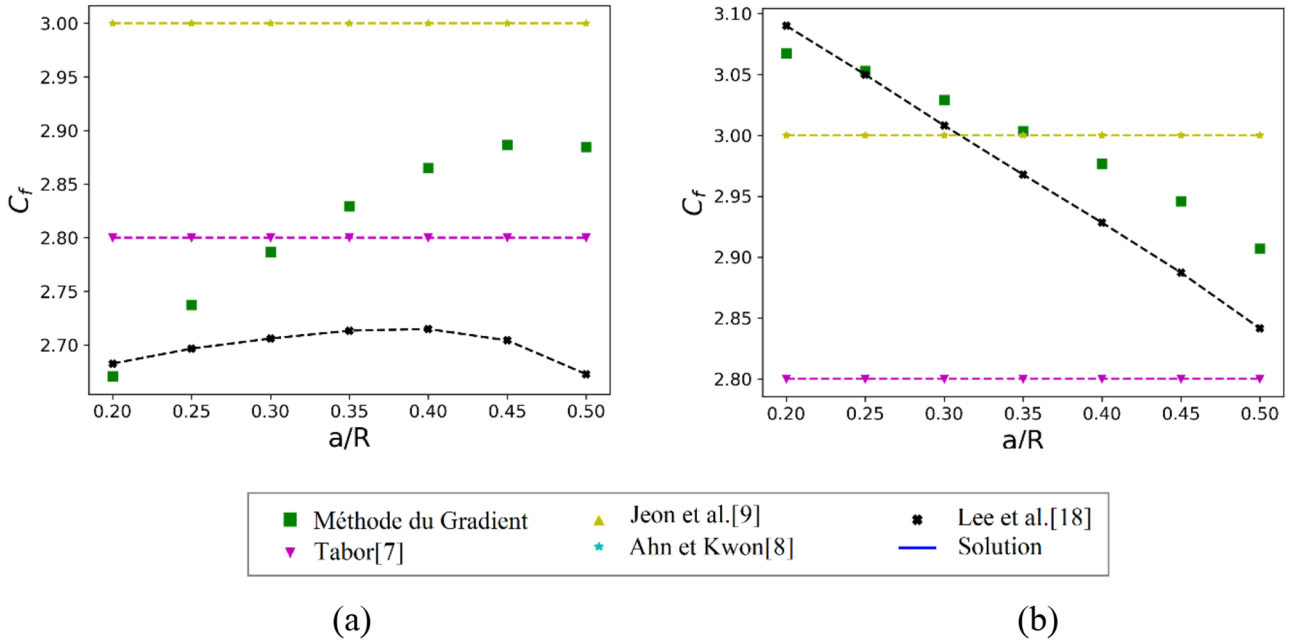 3.00
2.95
2.90
2.85
2.80
2.75
2.70
C_f
0.20 0.25 0.30 0.35 0.40 0.45 0.50
a/R
3.10
3.05
3.00
2.95
2.90
2.85
2.80
C_f
0.20 0.25 0.30 0.35 0.40 0.45 0.50
a/R
Méthode du Gradient
Tabor[7]
Jeon et al.[9]
Ahn et Kwon[8]
Lee et al.[18]
Solution
(a)
(b)